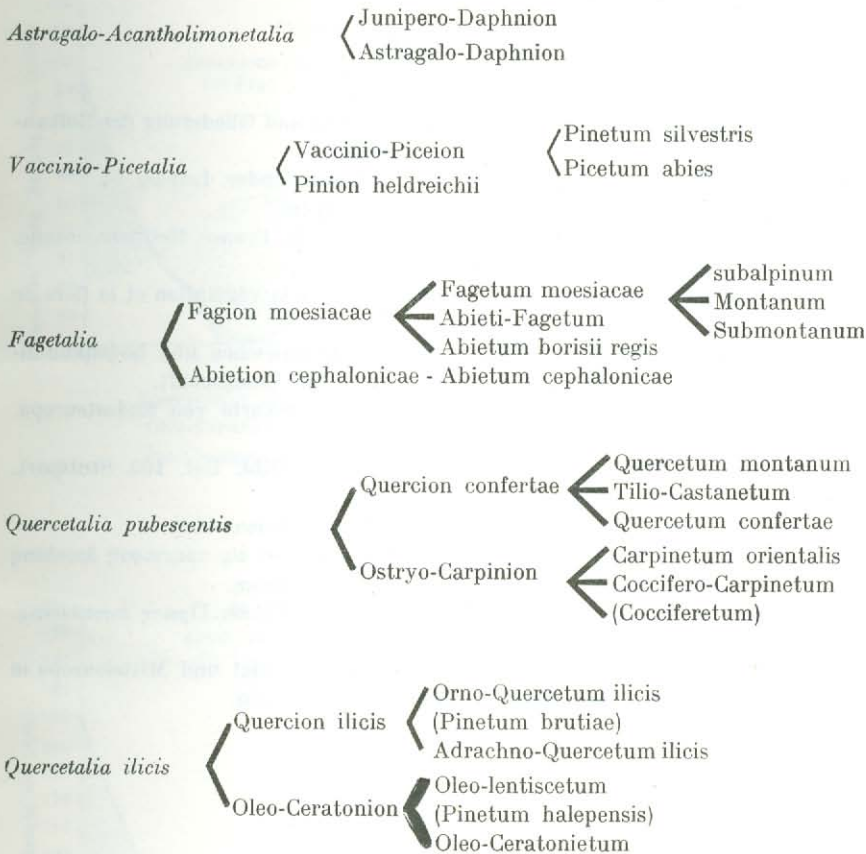 Astragalo-Acantholimonetalia
Junipero-Daphnion
Astragalo-Daphnion
Vaccinio-Picetalia
Vaccinio-Piceion
Pinion heldreichii
Pinetum silvestris
Picetum abies
Fagetalia
Fagion moesiacae
Fagetum moesiacae
Abieti-Fagetum
Abietum borisii regis
subalpinum
Montanum
Submontanum
Abietion cephalonicae - Abietum cephalonicae
Quercetalia pubescentis
Quercion confertae
Quercetum montanum
Tilio-Castanetum
Quercetum confertae
Ostryo-Carpinion
Carpinetum orientalis
Coccifero-Carpinetum
(Cocciferetum)
Quercetalia ilicis
Quercion ilicis
Orno-Quercetum ilicis
(Pinetum brutiae)
Adrachno-Quercetum ilicis
Oleo-Ceratonion
Oleo-lentiscetum
(Pinetum halepensis)
Oleo-Ceratonietum